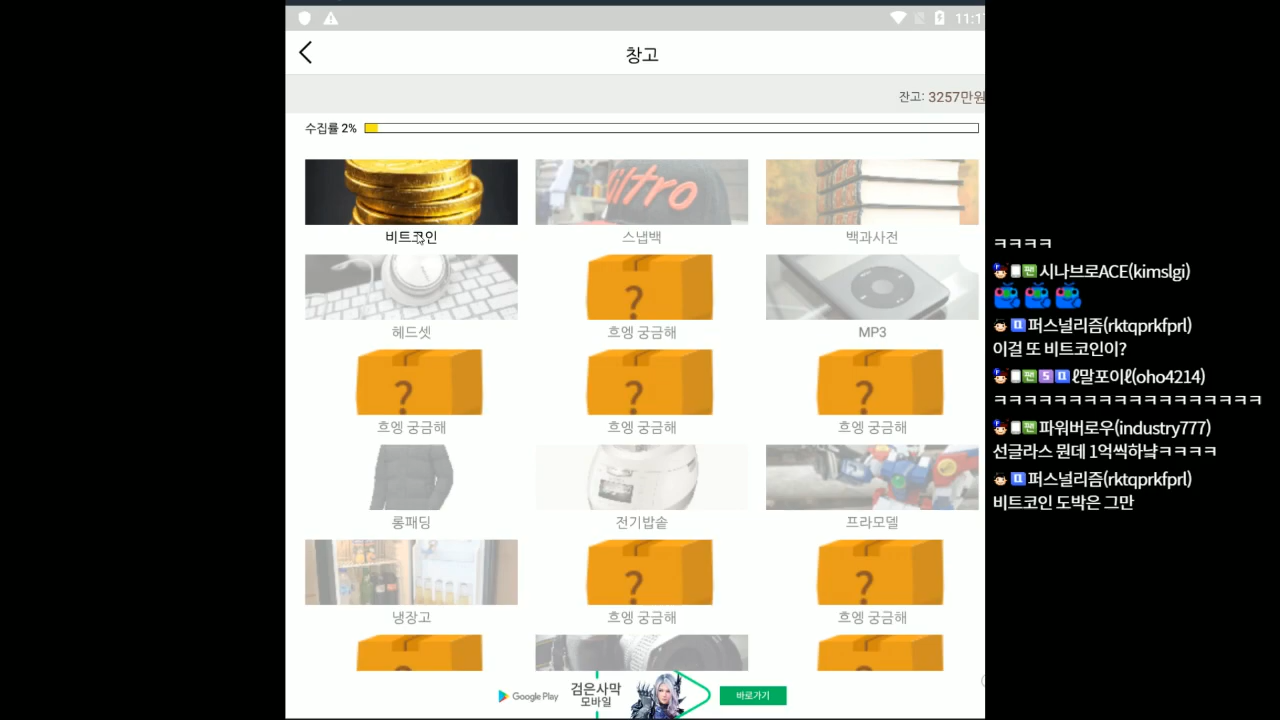 11:1
창고
잔고: 3257만원
수집률 2%
비트코인
스냅백
백과사전
헤드셋
흐엥 궁금해
MP3
흐엥 궁금해
흐엥 궁금해
흐엥 궁금해
롱패딩
전기밥솥
프라모델
냉장고
흐엥 궁금해
흐엥 궁금해
Google Play
검은사막
모바일
바로가기
ㅋㅋㅋㅋ
팬 시나브로ACE(kimslgi)
퍼스널리즘(rktqprkfprl)
이걸 또 비트코인이?
팬 S ℓ말포이ℓ(oho4214)
ㅋㅋㅋㅋㅋㅋㅋㅋㅋㅋㅋㅋㅋㅋㅋㅋㅋㅋ
팬 파워버로우(industry777)
선글라스 뭔데 1억씩하냨ㅋㅋㅋㅋ
퍼스널리즘(rktqprkfprl)
비트코인 도박은 그만